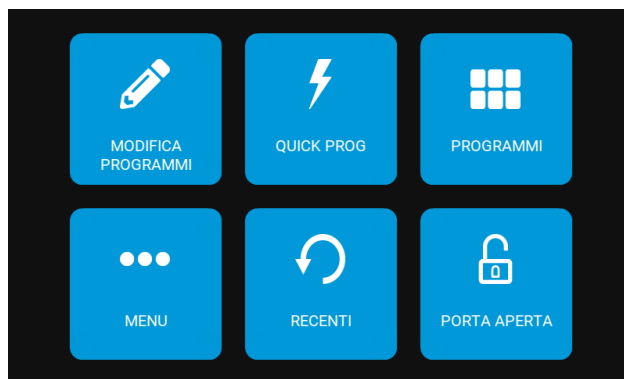 MODIFICA
PROGRAMMI
QUICK PROG
PROGRAMMI
MENU
RECENTI
PORTA APERTA